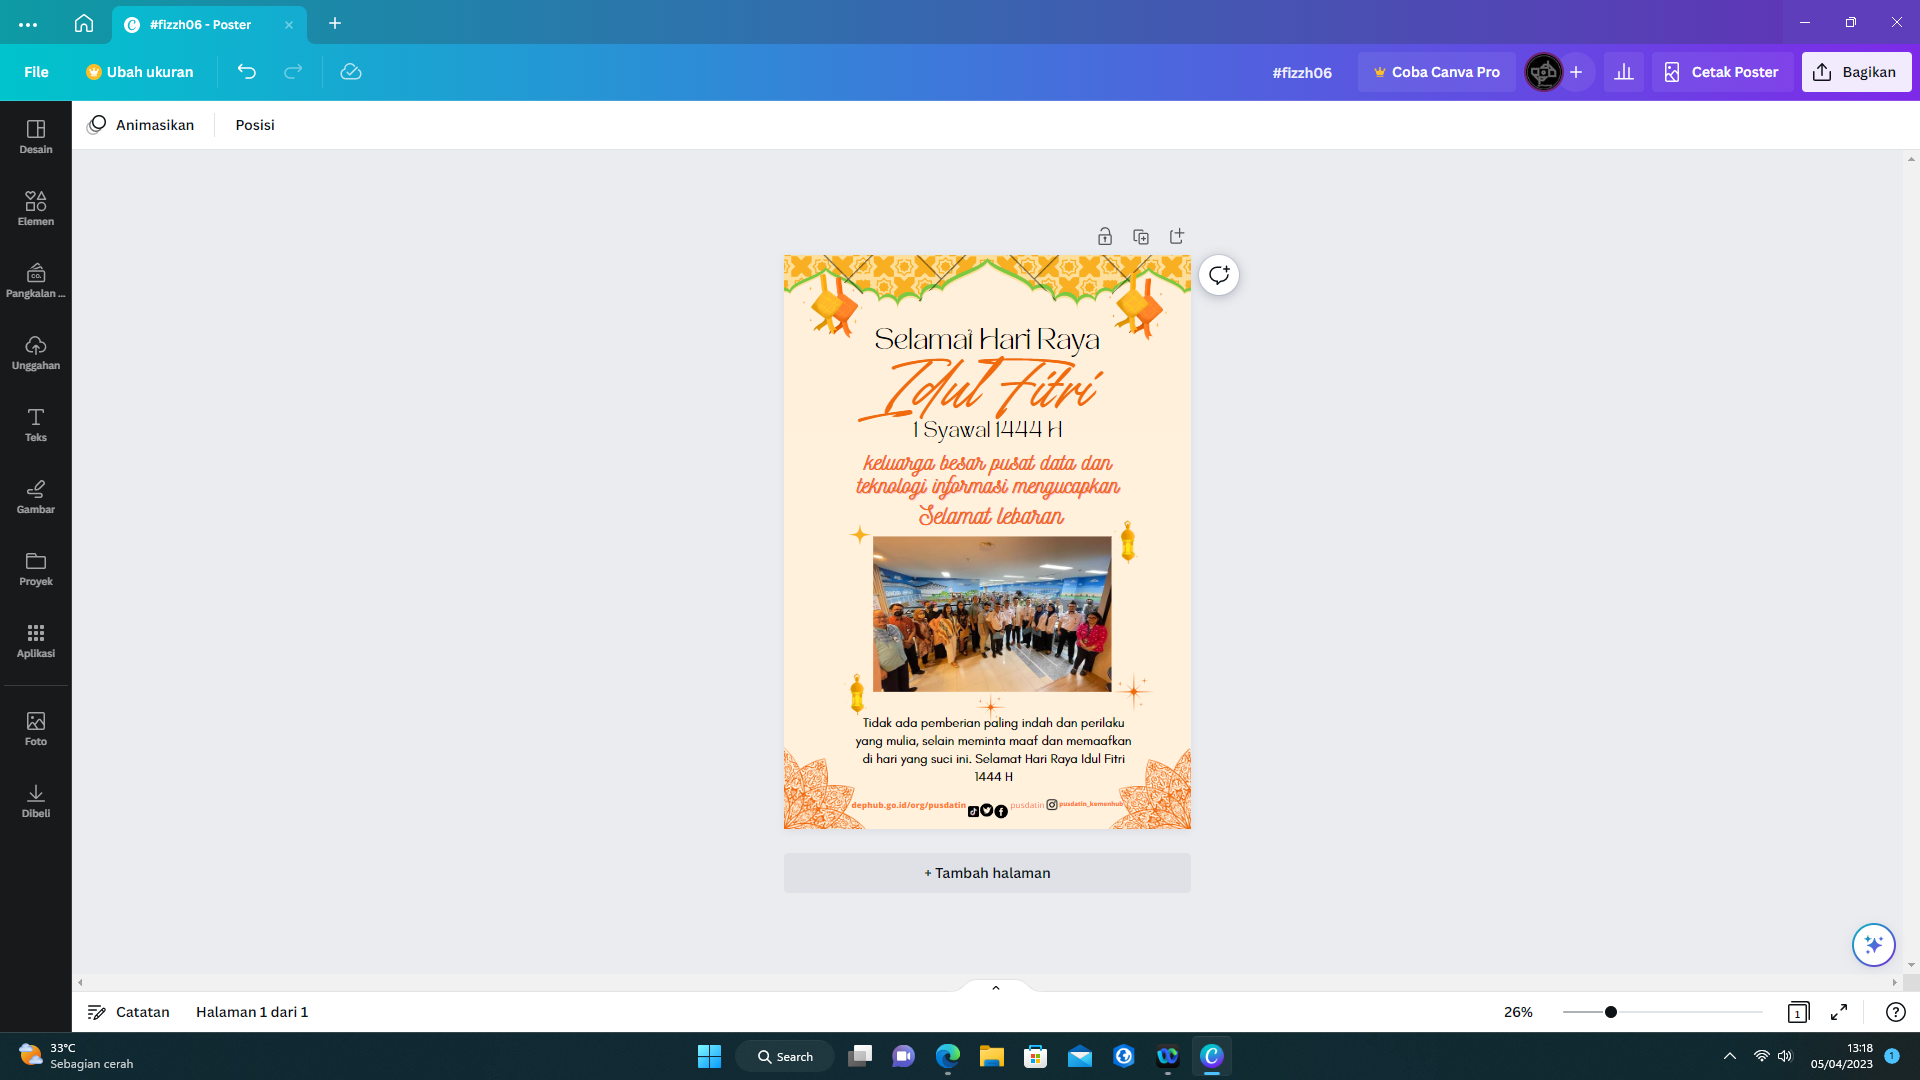 #fizzh06 - Poster
File
Ubah ukuran
#fizzh06
Coba Canva Pro
Cetak Poster
Bagikan
Animasikan
Posisi
Desain
Elemen
CO.
Pangkalan ...
Unggahan
Teks
Gambar
Proyek
Aplikasi
Foto
Dibeli
Selamat Hari Raya
Idul Fitri
1 Syawal 1444 H
keluarga besar pusat data dan
teknologi informasi mengucapkan
Selamat lebaran
Tidak ada pemberian paling indah dan perilaku
yang mulia, selain meminta maaf dan memaafkan
di hari yang suci ini. Selamat Hari Raya Idul Fitri
1444 H
dephub.go.id/org/pusdatin
pusdatin
pusdatin_kemenhub
+ Tambah halaman
Catatan
Halaman 1 dari 1
26%
1
33°C
Sebagian cerah
Search
13:18
05/04/2023
1